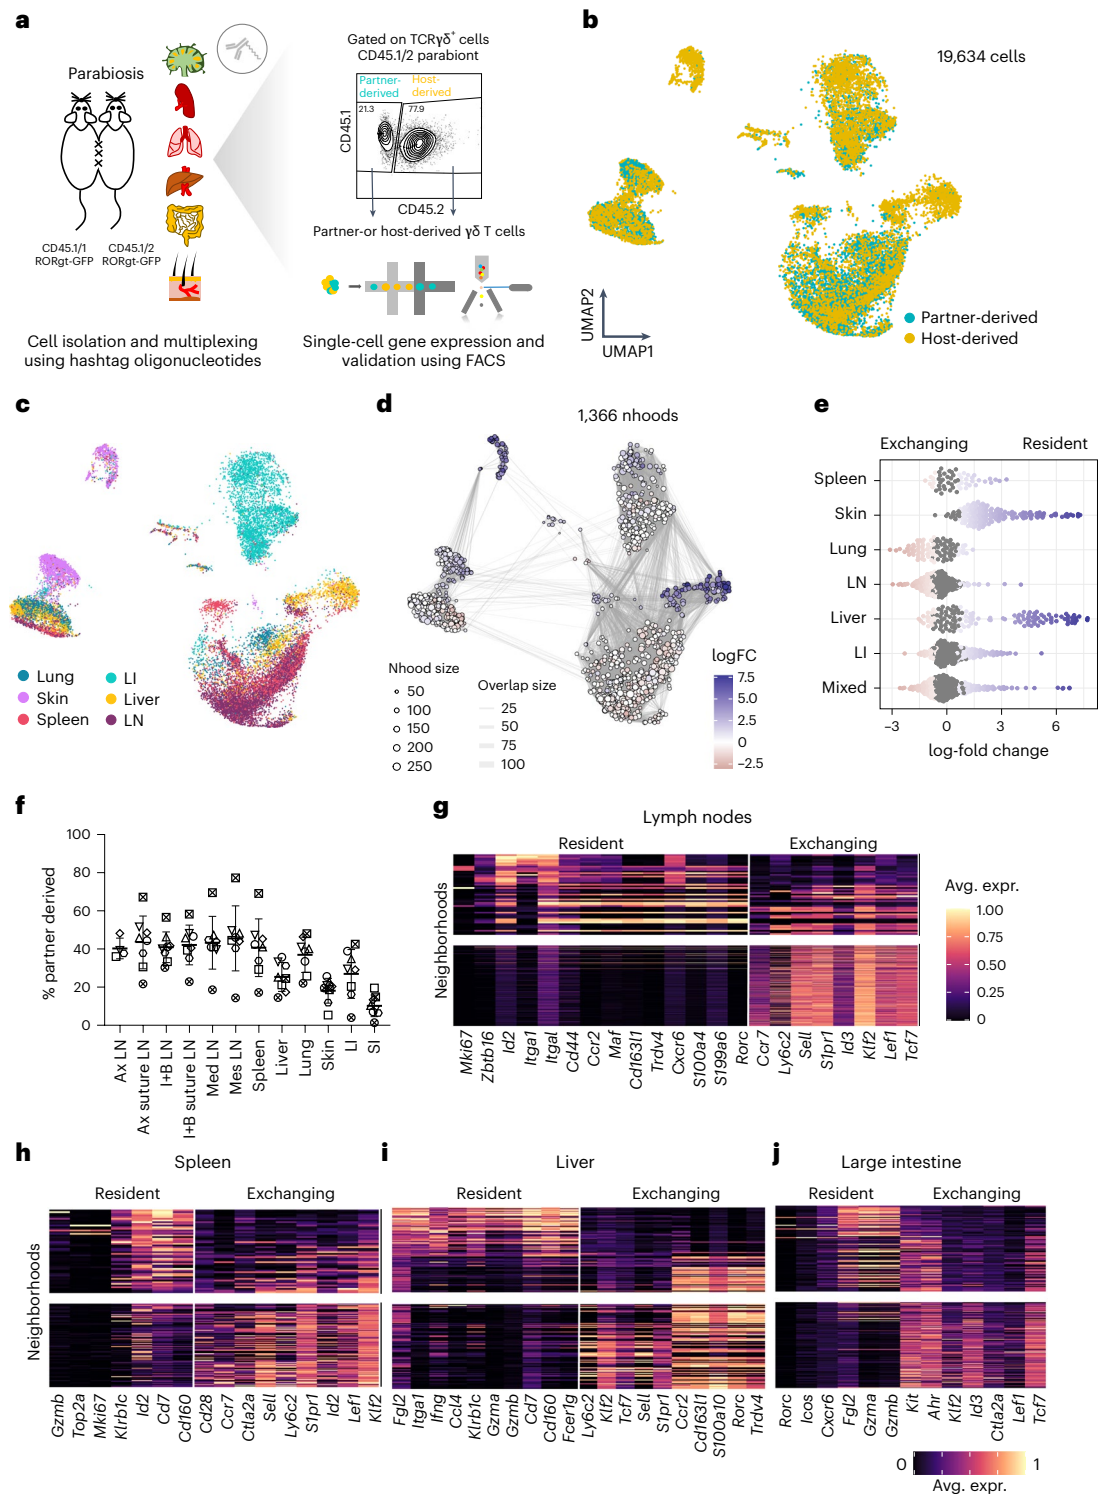 a
Parabiosis
CD45.1/1
RORgt-GFP
CD45.1/2
RORgt-GFP
Cell isolation and multiplexing
using hashtag oligonucleotides
Gated on TCRγδ+ cells
CD45.1/2 parabiont
Partner-
derived
Host-
derived
21.3
77.9
CD45.1
CD45.2
Partner-or host-derived γδ T cells
Single-cell gene expression and
validation using FACS
b
19,634 cells
UMAP2
UMAP1
Partner-derived
Host-derived
c
Lung
Skin
Spleen
LI
Liver
LN
d
1,366 nhoods
Nhood size
50
100
150
200
250
Overlap size
25
50
75
100
logFC
7.5
5.0
2.5
0
−2.5
e
Exchanging
Resident
Spleen
Skin
Lung
LN
Liver
LI
Mixed
−3
0
3
6
log-fold change
f
% partner derived
100
80
60
40
20
0
Ax LN
Ax suture LN
I+B LN
I+B suture LN
Med LN
Mes LN
Spleen
Liver
Lung
Skin
LI
SI
g
Lymph nodes
Resident
Exchanging
Neighborhoods
Neighborhoods
Mki67
Zbtb16
Id2
Itga1
Itgal
Cd44
Ccr2
Maf
Cd163l1
Trdv4
Cxcr6
S100a4
S199a6
Rorc
Ccr7
Ly6c2
Sell
S1pr1
Id3
Klf2
Lef1
Tcf7
Avg. expr.
1.00
0.75
0.50
0.25
0
h
Spleen
Resident
Exchanging
Neighborhoods
Gzmb
Top2a
Mki67
Klrb1c
Id2
Cd7
Cd160
Cd28
Ccr7
Ctla2a
Sell
Ly6c2
S1pr1
Id2
Lef1
Klf2
i
Liver
Resident
Exchanging
Fgl2
Itga1
Ifng
Ccl4
Klrb1c
Gzma
Gzmb
Cd7
Cd160
Fcer1g
Ly6c2
Klf2
Tcf7
Sell
S1pr1
Ccr2
Cd163l1
S100a10
Rorc
Trdv4
j
Large intestine
Resident
Exchanging
Rorc
Icos
Cxcr6
Fgl2
Gzma
Gzmb
Kit
Ahr
Klf2
Id3
Ctla2a
Lef1
Tcf7
0
1
Avg. expr.